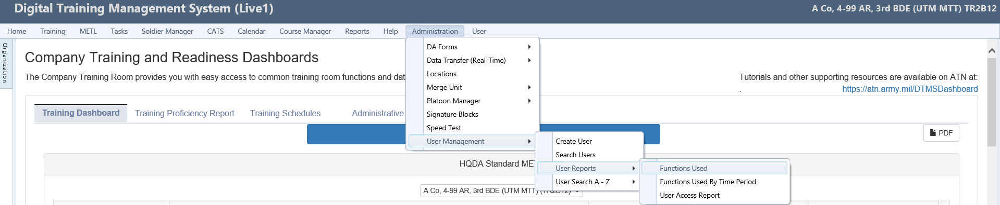 Digital Training Management System (Live1)
A Co, 4-99 AR, 3rd BDE (UTM MTT) TR2B12
Home Training METL Tasks Soldier Manager CATS Calendar Course Manager Reports Help Administration User
Organization
Company Training and Readiness Dashboards
The Company Training Room provides you with easy access to common training room functions and dat
Tutorials and other supporting resources are available on ATN at:
https://atn.army.mil/DTMSDashboard
.
Training Dashboard Training Proficiency Report Training Schedules Administrative
PDF
HQDA Standard ME
A Co, 4-99 AR, 3rd BDE (UTM MTT) (TR2B12)
DA Forms
Data Transfer (Real-Time)
Locations
Merge Unit
Platoon Manager
Signature Blocks
Speed Test
User Management
Create User
Search Users
User Reports
User Search A - Z
Functions Used
Functions Used By Time Period
User Access Report